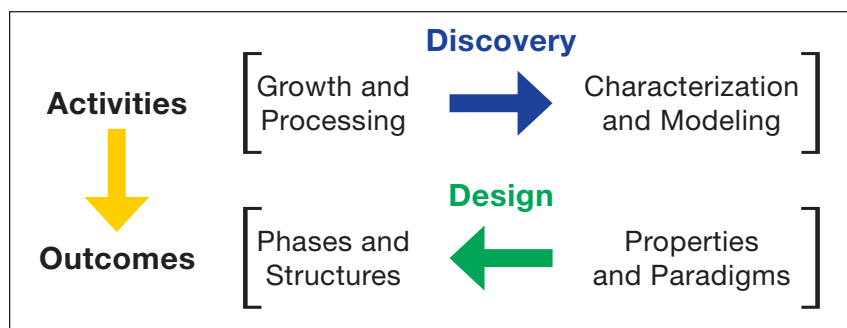 Discovery
Activities
Growth and
Processing
Characterization
and Modeling
Design
Outcomes
Phases and
Structures
Properties
and Paradigms